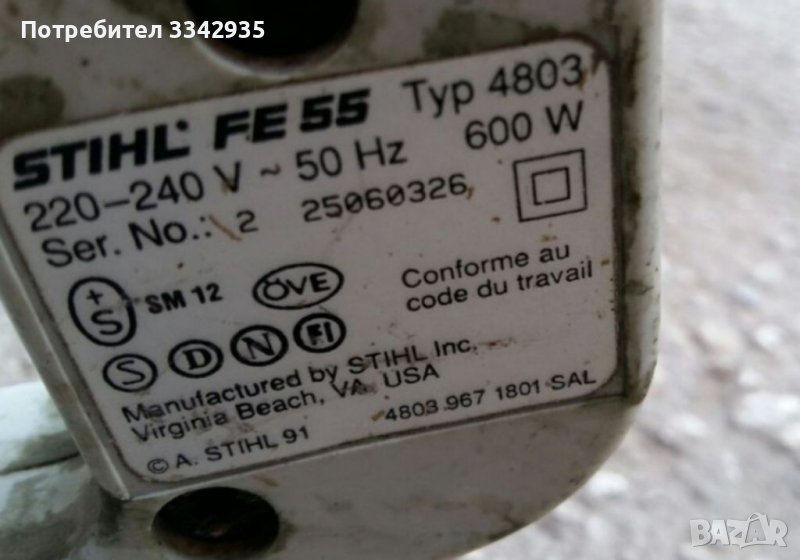 Потребител 3342935
STIHL FE 55 Typ 4803
220-240 V ~ 50 Hz 600 W
Ser. No.: 2 25060326
+S SM 12 ÖVE Conforme au
code du travail
S D N FI
Manufactured by STIHL Inc.
Virginia Beach, VA. USA
© A. STIHL 91 4803 967 1801 SAL
BAZAR